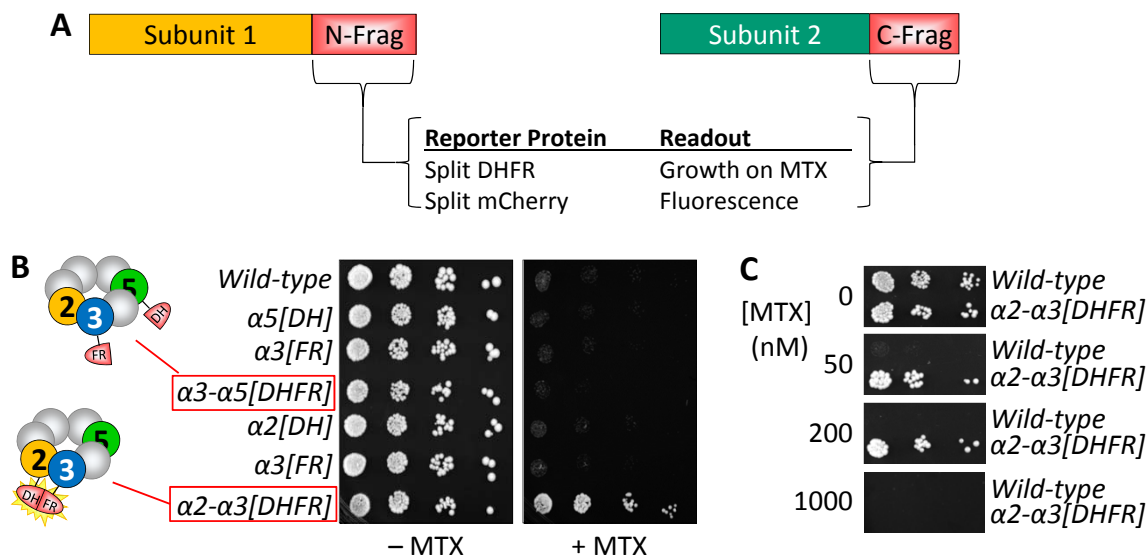 A
Subunit 1 N-Frag
Subunit 2 C-Frag
Reporter Protein Readout
Split DHFR Growth on MTX
Split mCherry Fluorescence
B
5
2
3
DH
FR
Wild-type
α5[DH]
α3[FR]
α3-α5[DHFR]
α2[DH]
α3[FR]
α2-α3[DHFR]
5
2
3
DH FR
– MTX + MTX
C
[MTX]
(nM)
0 Wild-type
α2-α3[DHFR]
50 Wild-type
α2-α3[DHFR]
200 Wild-type
α2-α3[DHFR]
1000 Wild-type
α2-α3[DHFR]